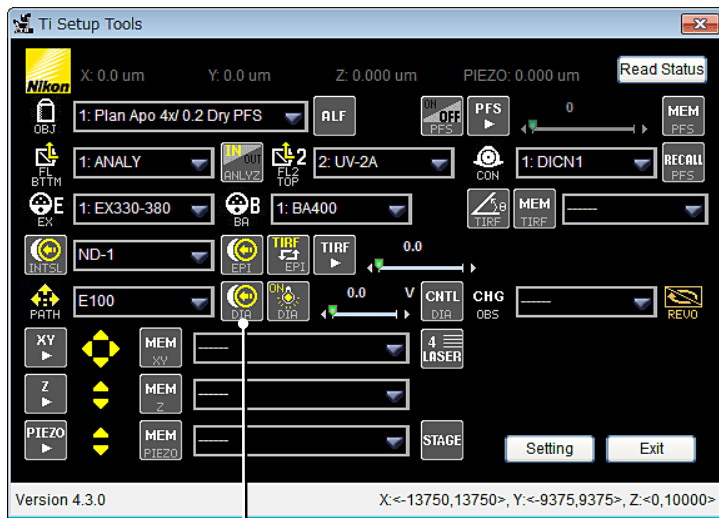 Ti Setup Tools
Nikon X: 0.0 um Y: 0.0 um Z: 0.000 um PIEZO: 0.000 um Read Status
OBJ 1: Plan Apo 4x/ 0.2 Dry PFS ALF ON OFF PFS PFS 0 MEM PFS
FL BTTM 1: ANALY IN OUT ANLYZ 2 FL2 TOP 2: UV-2A CON 1: DICN1 RECALL PFS
E EX 1: EX330-380 B BA 1: BA400 θ TIRF MEM TIRF -----
INTSL ND-1 EPI TIRF EPI TIRF 0.0
PATH E100 DIA ON DIA 0.0 V CNTL DIA CHG OBS ----- REVO
XY MEM XY ----- 4 LASER
Z MEM Z -----
PIEZO MEM PIEZO ----- STAGE Setting Exit
Version 4.3.0 X:<-13750,13750>, Y:<-9375,9375>, Z:<0,10000>